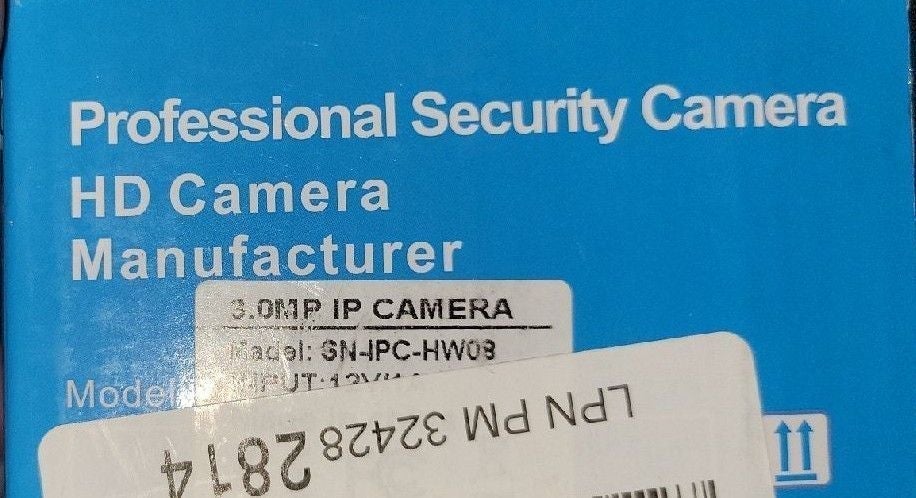 Professional Security Camera
HD Camera
Manufacturer
3.0MP IP CAMERA
Model: SN-IPC-HW08
Model
LPN PM 32428 2814